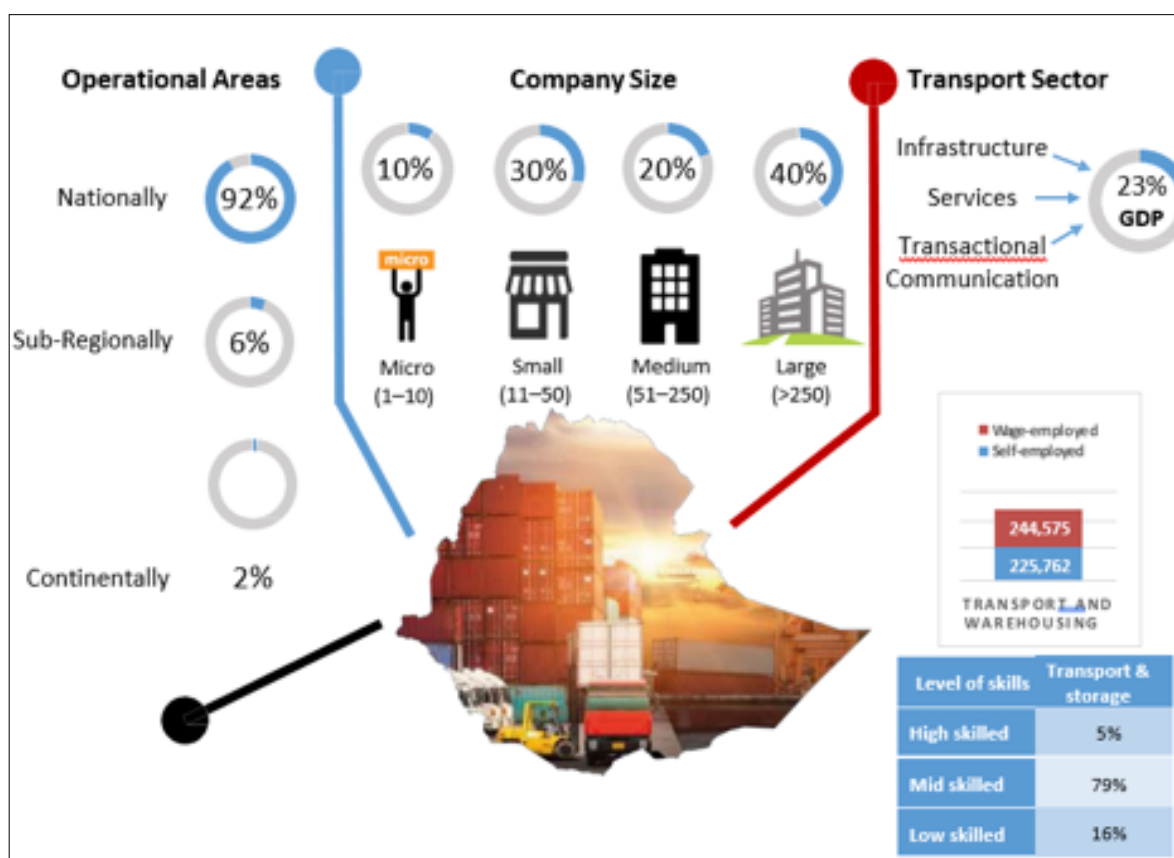 Operational Areas
Nationally
92%
Sub-Regionally
6%
Continentally
2%
Company Size
10%
30%
20%
40%
micro
Micro
(1–10)
Small
(11–50)
Medium
(51–250)
Large
(>250)
Transport Sector
Infrastructure
Services
Transactional
Communication
23%
GDP
Wage-employed
Self-employed
244,575
225,762
TRANSPORT AND
WAREHOUSING
Level of skills
Transport &
storage
High skilled
5%
Mid skilled
79%
Low skilled
16%